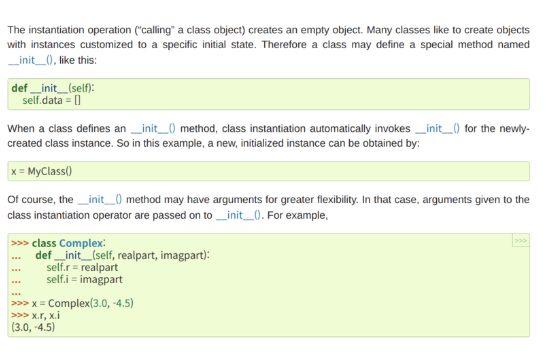 The instantiation operation (“calling” a class object) creates an empty object. Many classes like to create objects
with instances customized to a specific initial state. Therefore a class may define a special method named
__init__(), like this:
def __init__(self):
    self.data = []
When a class defines an __init__() method, class instantiation automatically invokes __init__() for the newly-
created class instance. So in this example, a new, initialized instance can be obtained by:
x = MyClass()
Of course, the __init__() method may have arguments for greater flexibility. In that case, arguments given to the
class instantiation operator are passed on to __init__(). For example,
>>> class Complex: >>>
...     def __init__(self, realpart, imagpart):
...         self.r = realpart
...         self.i = imagpart
...
>>> x = Complex(3.0, -4.5)
>>> x.r, x.i
(3.0, -4.5)